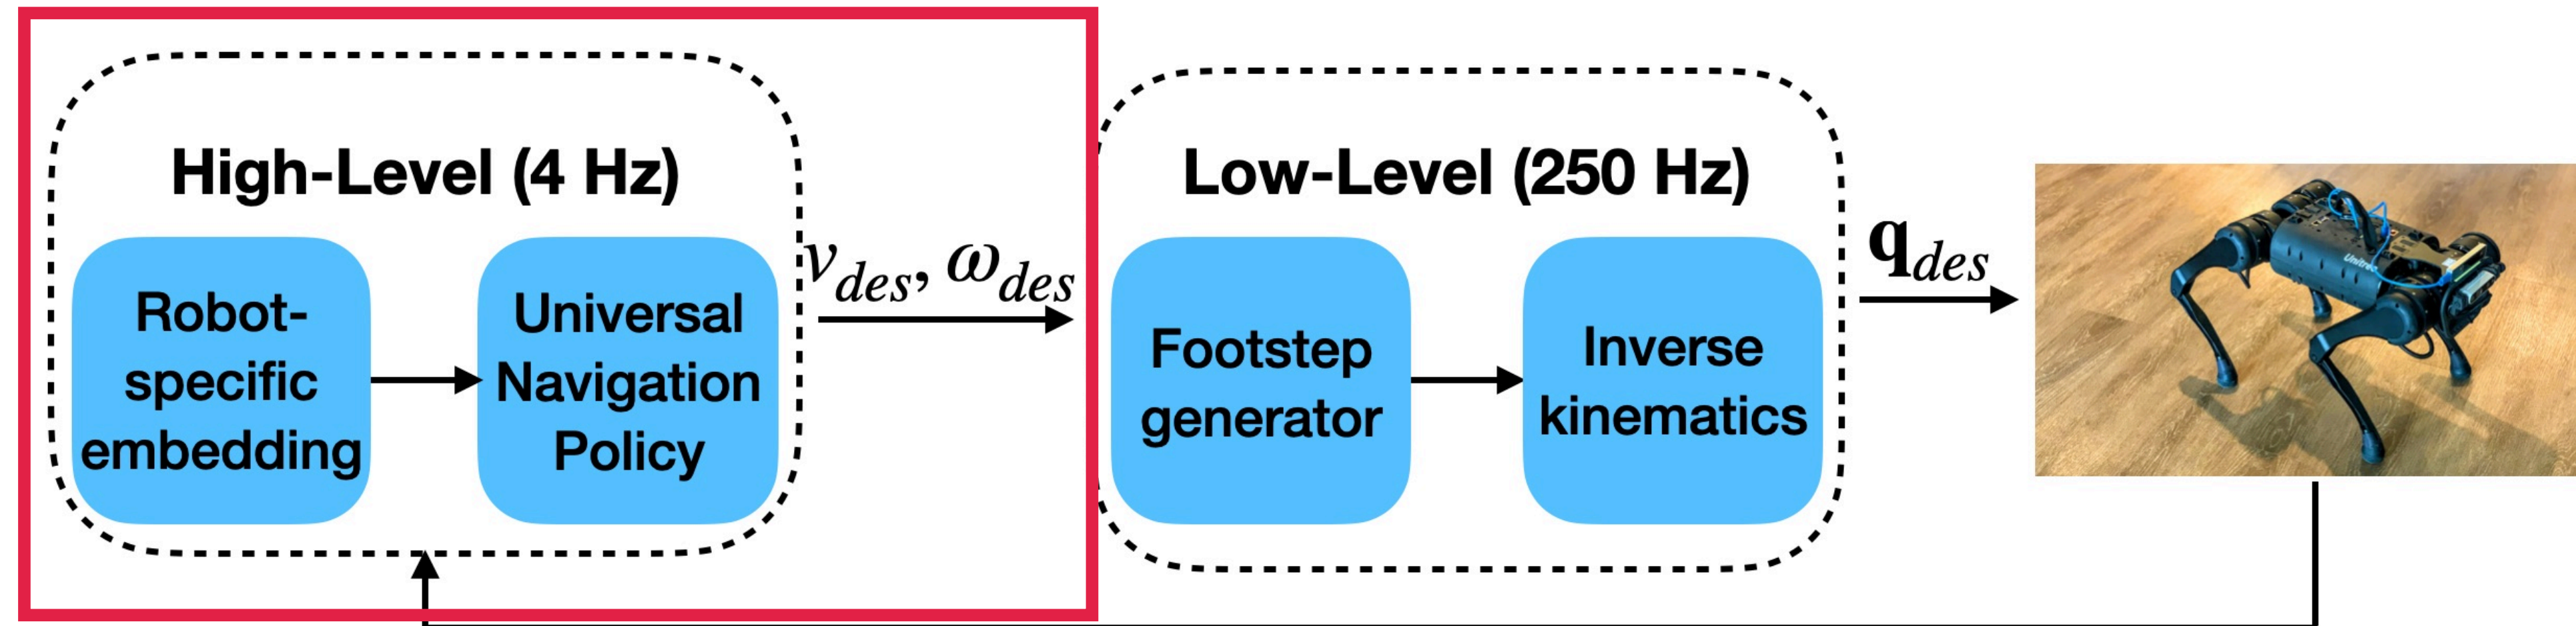 High-Level (4 Hz)
Robot-
specific
embedding
Universal
Navigation
Policy
v_des, ω_des
Low-Level (250 Hz)
Footstep
generator
Inverse
kinematics
q_des
Unitree